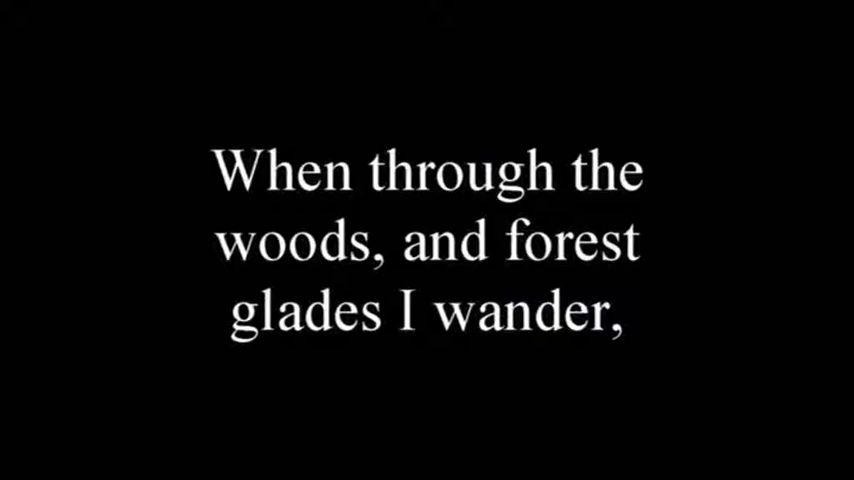 When through the
woods, and forest
glades I wander,